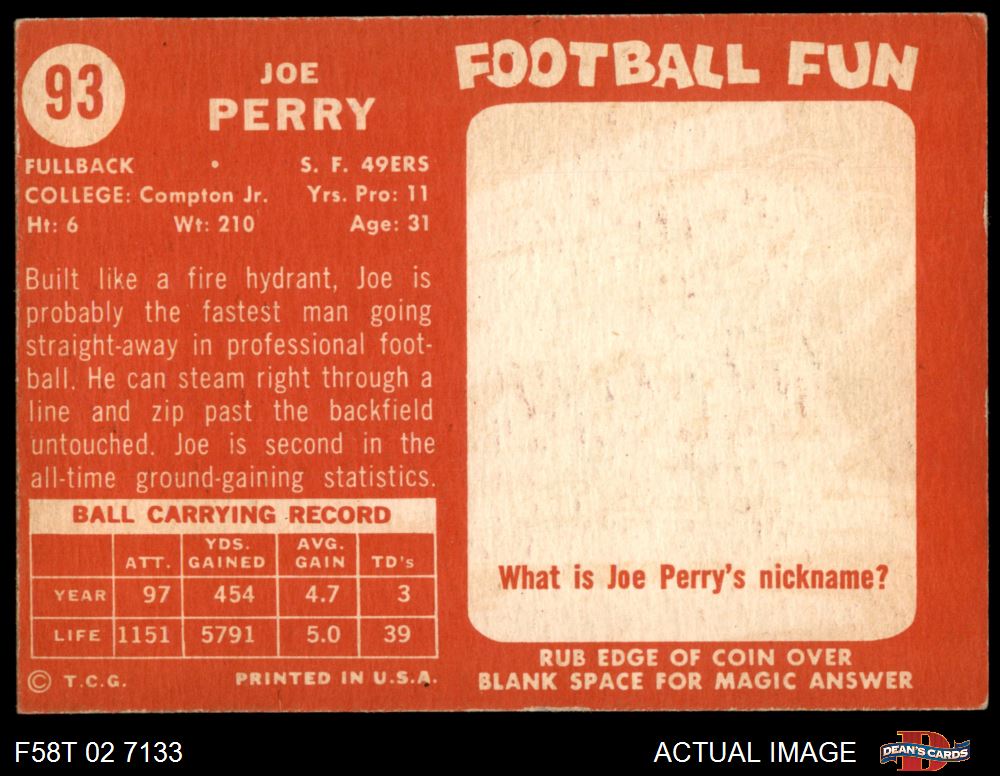 93
JOE
PERRY
FULLBACK • S. F. 49ERS
COLLEGE: Compton Jr. Yrs. Pro: 11
Ht: 6 Wt: 210 Age: 31
Built like a fire hydrant, Joe is
probably the fastest man going
straight-away in professional foot-
ball. He can steam right through a
line and zip past the backfield
untouched. Joe is second in the
all-time ground-gaining statistics.
BALL CARRYING RECORD
ATT. YDS. GAINED AVG. GAIN TD's
YEAR 97 454 4.7 3
LIFE 1151 5791 5.0 39
© T.C.G. PRINTED IN U.S.A.
FOOTBALL FUN
What is Joe Perry's nickname?
RUB EDGE OF COIN OVER
BLANK SPACE FOR MAGIC ANSWER
F58T 02 7133
ACTUAL IMAGE
D
DEAN'S CARDS